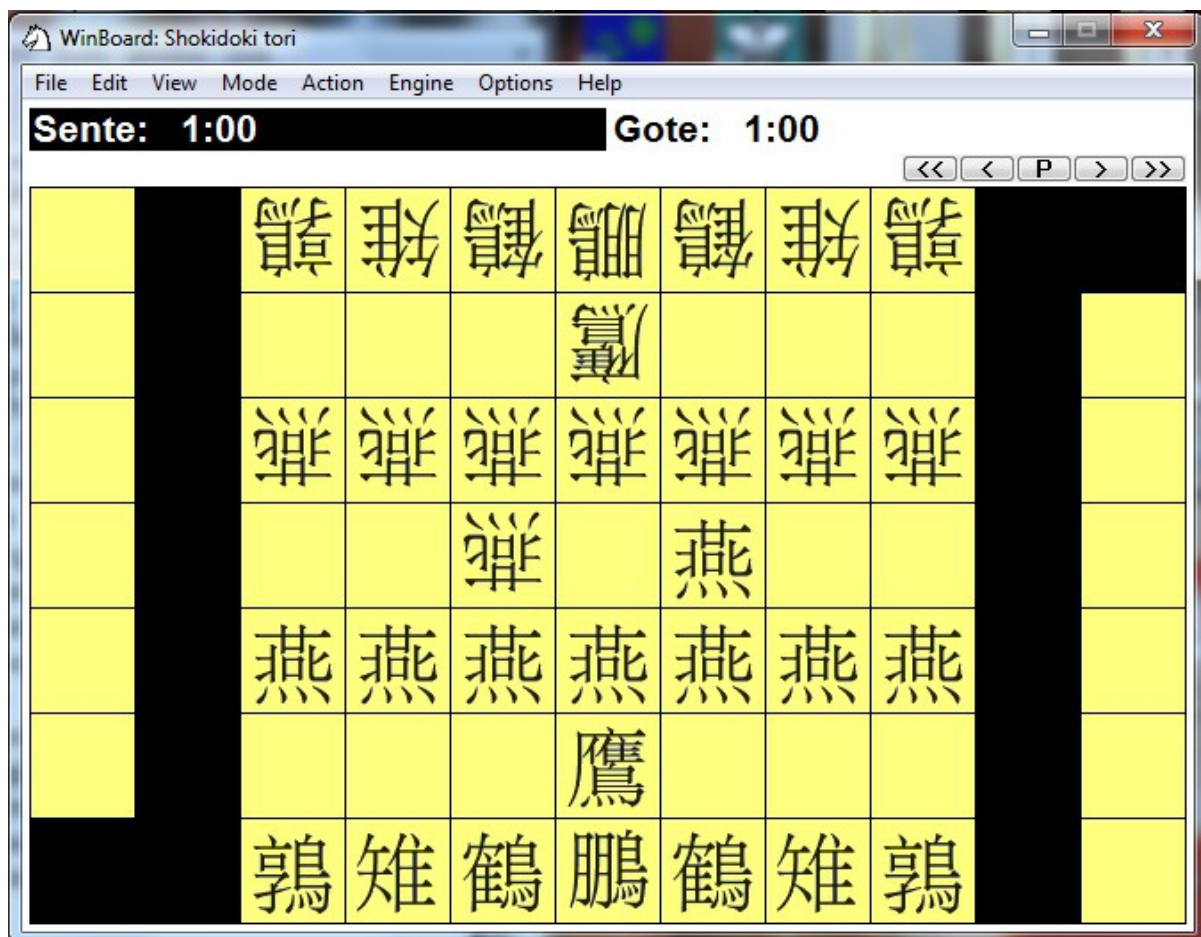 WinBoard: Shokidoki tori
File Edit View Mode Action Engine Options Help
Sente: 1:00 Gote: 1:00
<< < P > >>
鶉 雉 鶴 鵬 鶴 雉 鶉
鷹
燕 燕 燕 燕 燕 燕 燕
燕 燕
燕 燕 燕 燕 燕 燕 燕
鷹
鶉 雉 鶴 鵬 鶴 雉 鶉